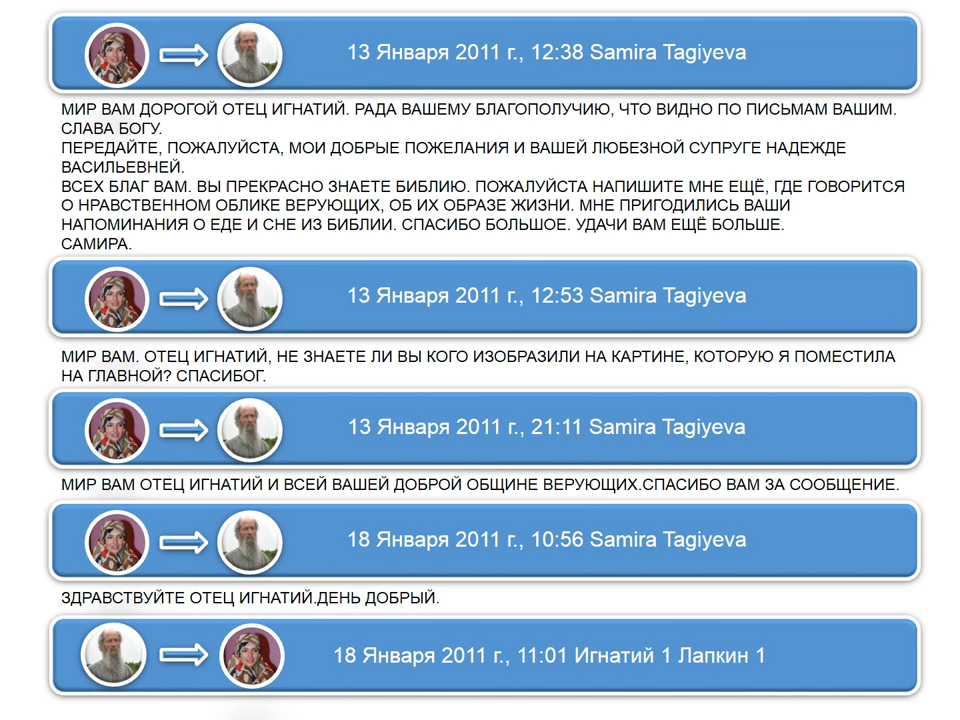 13 Января 2011 г., 12:38 Samira Tagiyeva
МИР ВАМ ДОРОГОЙ ОТЕЦ ИГНАТИЙ. РАДА ВАШЕМУ БЛАГОПОЛУЧИЮ, ЧТО ВИДНО ПО ПИСЬМАМ ВАШИМ.
СЛАВА БОГУ.
ПЕРЕДАЙТЕ, ПОЖАЛУЙСТА, МОИ ДОБРЫЕ ПОЖЕЛАНИЯ И ВАШЕЙ ЛЮБЕЗНОЙ СУПРУГЕ НАДЕЖДЕ
ВАСИЛЬЕВНЕЙ.
ВСЕХ БЛАГ ВАМ. ВЫ ПРЕКРАСНО ЗНАЕТЕ БИБЛИЮ. ПОЖАЛУЙСТА НАПИШИТЕ МНЕ ЕЩЁ, ГДЕ ГОВОРИТСЯ
О НРАВСТВЕННОМ ОБЛИКЕ ВЕРУЮЩИХ, ОБ ИХ ОБРАЗЕ ЖИЗНИ. МНЕ ПРИГОДИЛИСЬ ВАШИ
НАПОМИНАНИЯ О ЕДЕ И СНЕ ИЗ БИБЛИИ. СПАСИБО БОЛЬШОЕ. УДАЧИ ВАМ ЕЩЁ БОЛЬШЕ.
САМИРА.
13 Января 2011 г., 12:53 Samira Tagiyeva
МИР ВАМ. ОТЕЦ ИГНАТИЙ, НЕ ЗНАЕТЕ ЛИ ВЫ КОГО ИЗОБРАЗИЛИ НА КАРТИНЕ, КОТОРУЮ Я ПОМЕСТИЛА
НА ГЛАВНОЙ? СПАСИБОГ.
13 Января 2011 г., 21:11 Samira Tagiyeva
МИР ВАМ ОТЕЦ ИГНАТИЙ И ВСЕЙ ВАШЕЙ ДОБРОЙ ОБЩИНЕ ВЕРУЮЩИХ.СПАСИБО ВАМ ЗА СООБЩЕНИЕ.
18 Января 2011 г., 10:56 Samira Tagiyeva
ЗДРАВСТВУЙТЕ ОТЕЦ ИГНАТИЙ.ДЕНЬ ДОБРЫЙ.
18 Января 2011 г., 11:01 Игнатий 1 Лапкин 1